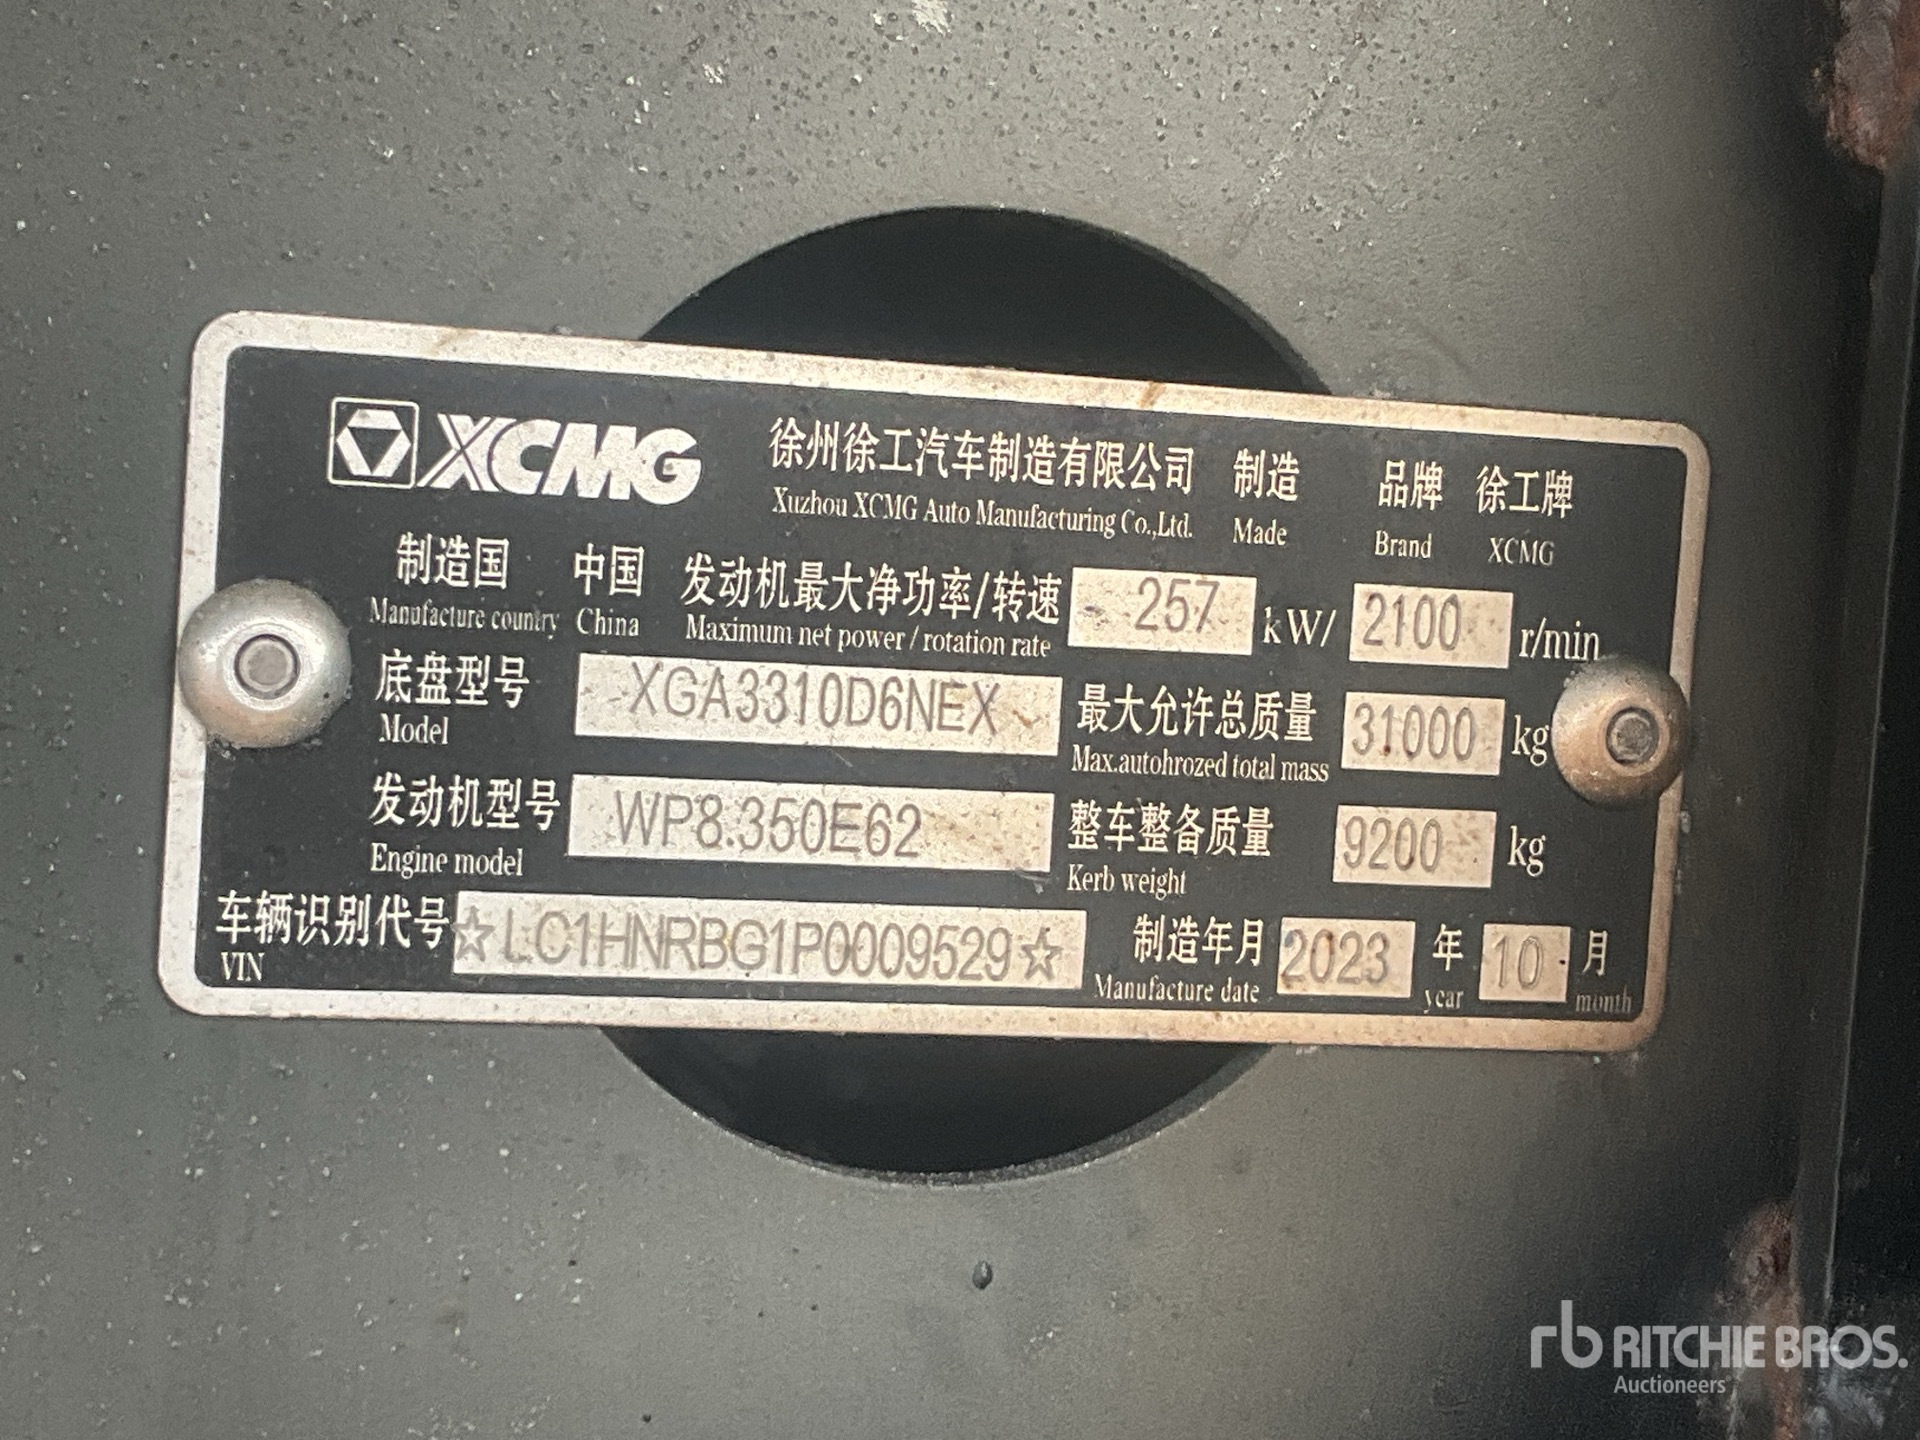 XCMG 徐州徐工汽车制造有限公司 制造 品牌 徐工牌
Xuzhou XCMG Auto Manufacturing Co.,Ltd. Made Brand XCMG
制造国 中国 发动机最大净功率/转速 257 kW/ 2100 r/min
Manufacture country China Maximum net power / rotation rate
底盘型号 XGA3310D6NEX 最大允许总质量 31000 kg
Model Max.autohrozed total mass
发动机型号 WP8.350E62 整车整备质量 9200 kg
Engine model Kerb weight
车辆识别代号 ☆LC1HNRBG1P0009529☆ 制造年月 2023 年 10 月
VIN Manufacture date year month
rb RITCHIE BROS.
Auctioneers